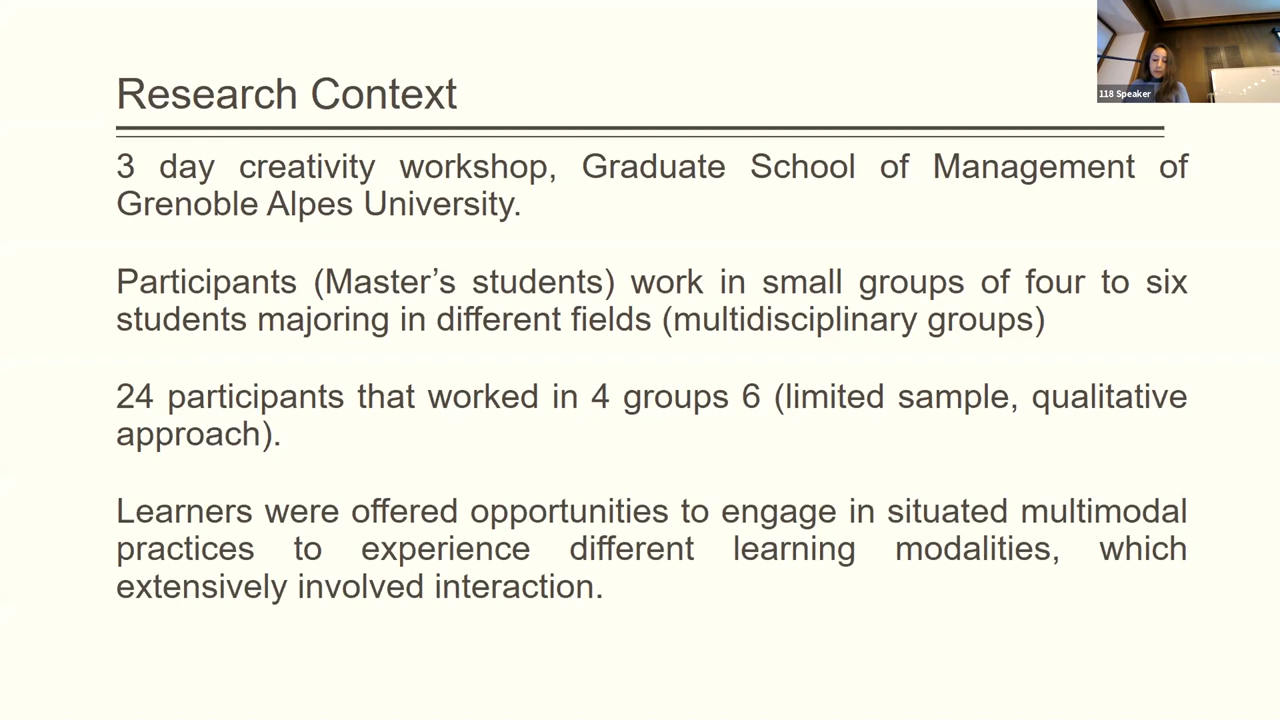 118 Speaker
Research Context
3 day creativity workshop, Graduate School of Management of
Grenoble Alpes University.
Participants (Master’s students) work in small groups of four to six
students majoring in different fields (multidisciplinary groups)
24 participants that worked in 4 groups 6 (limited sample, qualitative
approach).
Learners were offered opportunities to engage in situated multimodal
practices to experience different learning modalities, which
extensively involved interaction.